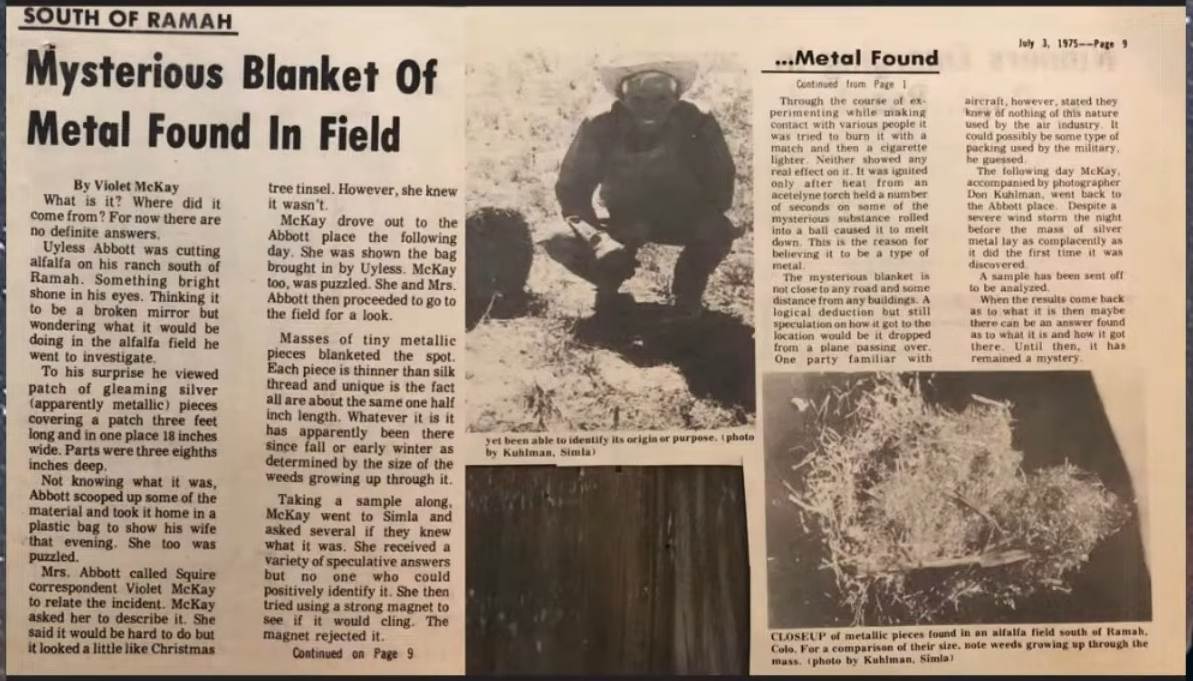 SOUTH OF RAMAH
Mysterious Blanket Of
Metal Found In Field
By Violet McKay
What is it? Where did it
come from? For now there are
no definite answers.
Uyless Abbott was cutting
alfalfa on his ranch south of
Ramah. Something bright
shone in his eyes. Thinking it
to be a broken mirror but
wondering what it would be
doing in the alfalfa field he
went to investigate.
To his surprise he viewed
patch of gleaming silver
(apparently metallic) pieces
covering a patch three feet
long and in one place 18 inches
wide. Parts were three eighths
inches deep.
Not knowing what it was,
Abbott scooped up some of the
material and took it home in a
plastic bag to show his wife
that evening. She too was
puzzled.
Mrs. Abbott called Squire
correspondent Violet McKay
to relate the incident. McKay
asked her to describe it. She
said it would be hard to do but
it looked a little like Christmas
tree tinsel. However, she knew
it wasn't.
McKay drove out to the
Abbott place the following
day. She was shown the bag
brought in by Uyless. McKay
too, was puzzled. She and Mrs.
Abbott then proceeded to go to
the field for a look.
Masses of tiny metallic
pieces blanketed the spot.
Each piece is thinner than silk
thread and unique is the fact
all are about the same one half
inch length. Whatever it is it
has apparently been there
since fall or early winter as
determined by the size of the
weeds growing up through it.
Taking a sample along,
McKay went to Simla and
asked several if they knew
what it was. She received a
variety of speculative answers
but no one who could
positively identify it. She then
tried using a strong magnet to
see if it would cling. The
magnet rejected it.
Continued on Page 9
yet been able to identify its origin or purpose. (photo
by Kuhlman, Simla)
July 3, 1975--Page 9
...Metal Found
Continued from Page 1
Through the course of ex-
perimenting while making
contact with various people it
was tried to burn it with a
match and then a cigarette
lighter. Neither showed any
real effect on it. It was ignited
only after heat from an
acetelyne torch held a number
of seconds on some of the
mysterious substance rolled
into a ball caused it to melt
down. This is the reason for
believing it to be a type of
metal.
The mysterious blanket is
not close to any road and some
distance from any buildings. A
logical deduction but still
speculation on how it got to the
location would be it dropped
from a plane passing over.
One party familiar with
aircraft, however, stated they
knew of nothing of this nature
used by the air industry. It
could possibly be some type of
packing used by the military,
he guessed.
The following day McKay,
accompanied by photographer
Don Kuhlman, went back to
the Abbott place. Despite a
severe wind storm the night
before the mass of silver
metal lay as complacently as
it did the first time it was
discovered.
A sample has been sent off
to be analyzed.
When the results come back
as to what it is then maybe
there can be an answer found
as to what it is and how it got
there. Until then, it has
remained a mystery.
CLOSEUP of metallic pieces found in an alfalfa field south of Ramah,
Colo. For a comparison of their size, note weeds growing up through the
mass. (photo by Kuhlman, Simla)